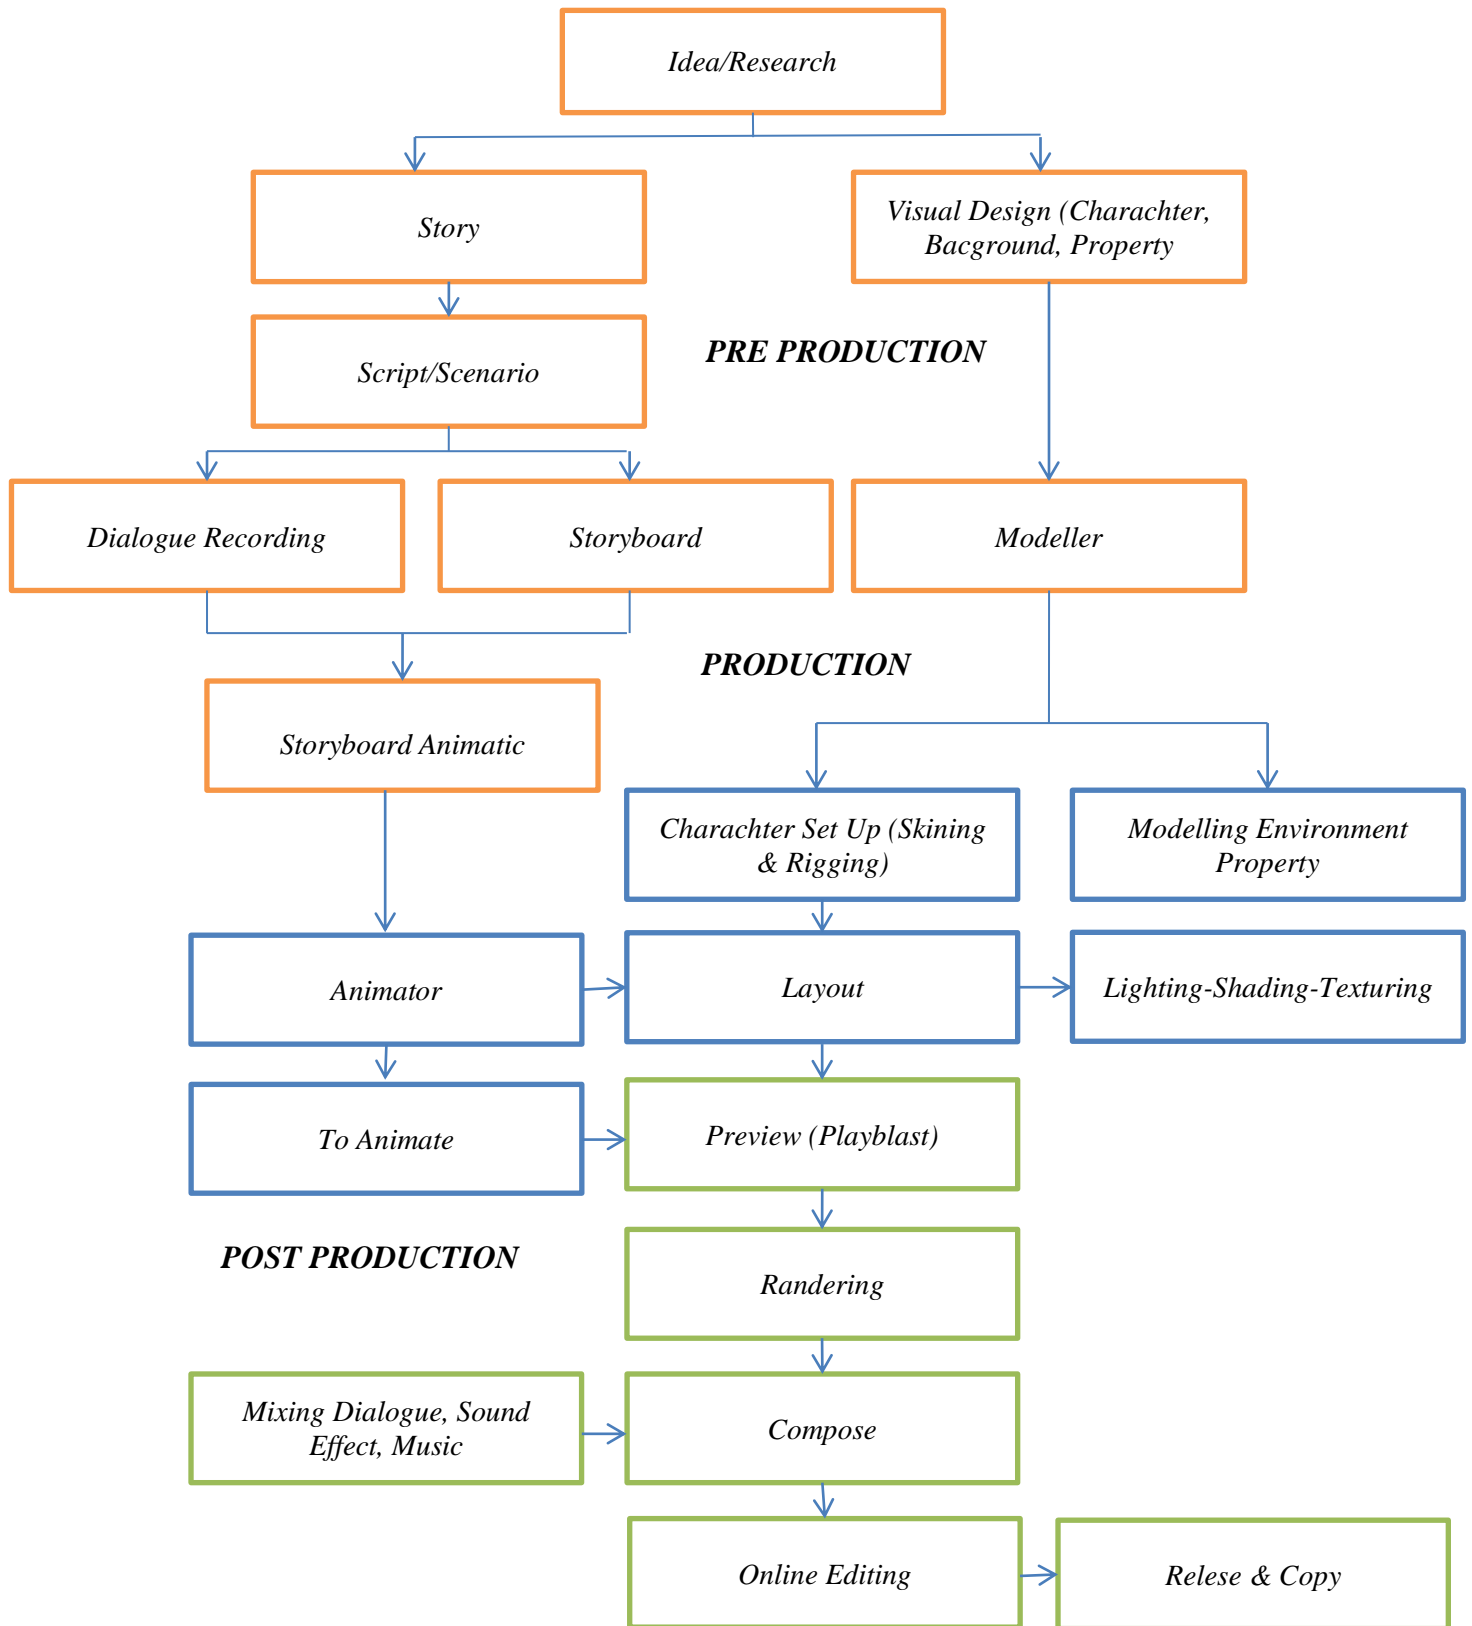 Idea/Research
Story
Visual Design (Charachter,
Bacground, Property
Script/Scenario
PRE PRODUCTION
Dialogue Recording
Storyboard
Modeller
PRODUCTION
Storyboard Animatic
Charachter Set Up (Skining
& Rigging)
Modelling Environment
Property
Animator
Layout
Lighting-Shading-Texturing
To Animate
Preview (Playblast)
POST PRODUCTION
Randering
Mixing Dialogue, Sound
Effect, Music
Compose
Online Editing
Relese & Copy